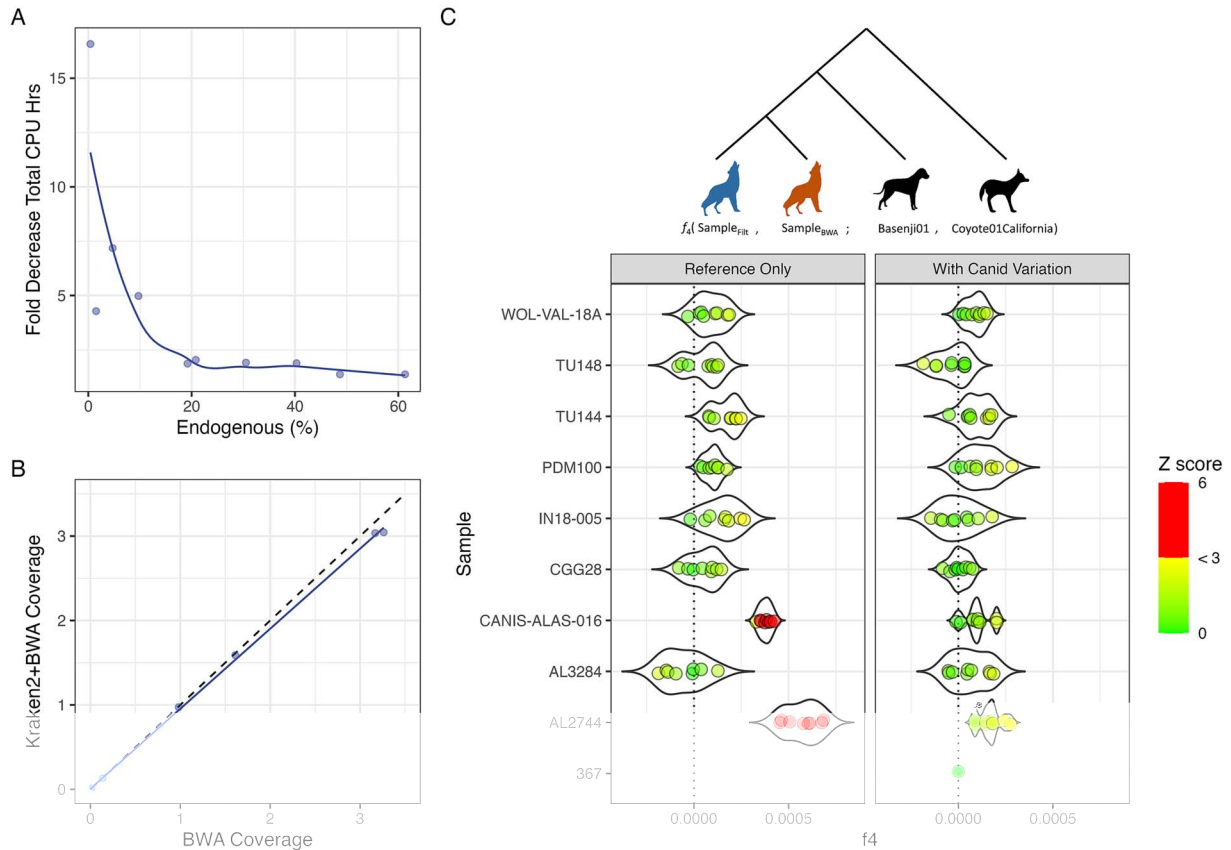 A
Fold Decrease Total CPU Hrs
15
10
5
0
20
40
60
Endogenous (%)
B
Kraken2+BWA Coverage
3
2
1
0
0
1
2
3
BWA Coverage
C
f4( SampleFilt , SampleBWA ; Basenji01 , Coyote01California)
Reference Only
With Canid Variation
Sample
WOL-VAL-18A
TU148
TU144
PDM100
IN18-005
CGG28
CANIS-ALAS-016
AL3284
AL2744
367
0.0000
0.0005
0.0000
0.0005
f4
Z score
6
< 3
0